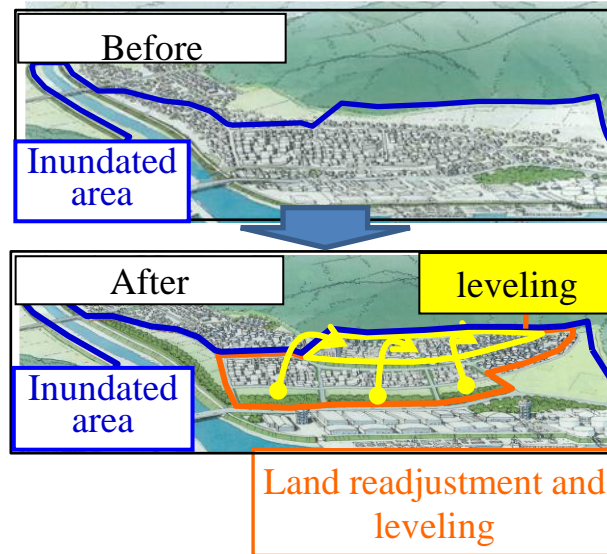 Before
Inundated
area
After
leveling
Inundated
area
Land readjustment and
leveling